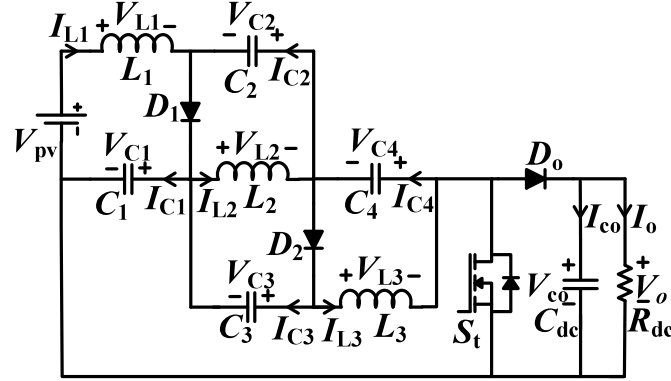 I_L1 + V_L1 − − V_C2 +
L_1 C_2 I_C2
D_1
+ − V_pv − V_C1 + + V_L2 − − V_C4 + D_o
C_1 I_C1 I_L2 L_2 C_4 I_C4
D_2 I_co I_o
− V_C3 + + V_L3 − V_co + − + V_o −
C_3 I_C3 I_L3 L_3 S_t C_dc R_dc